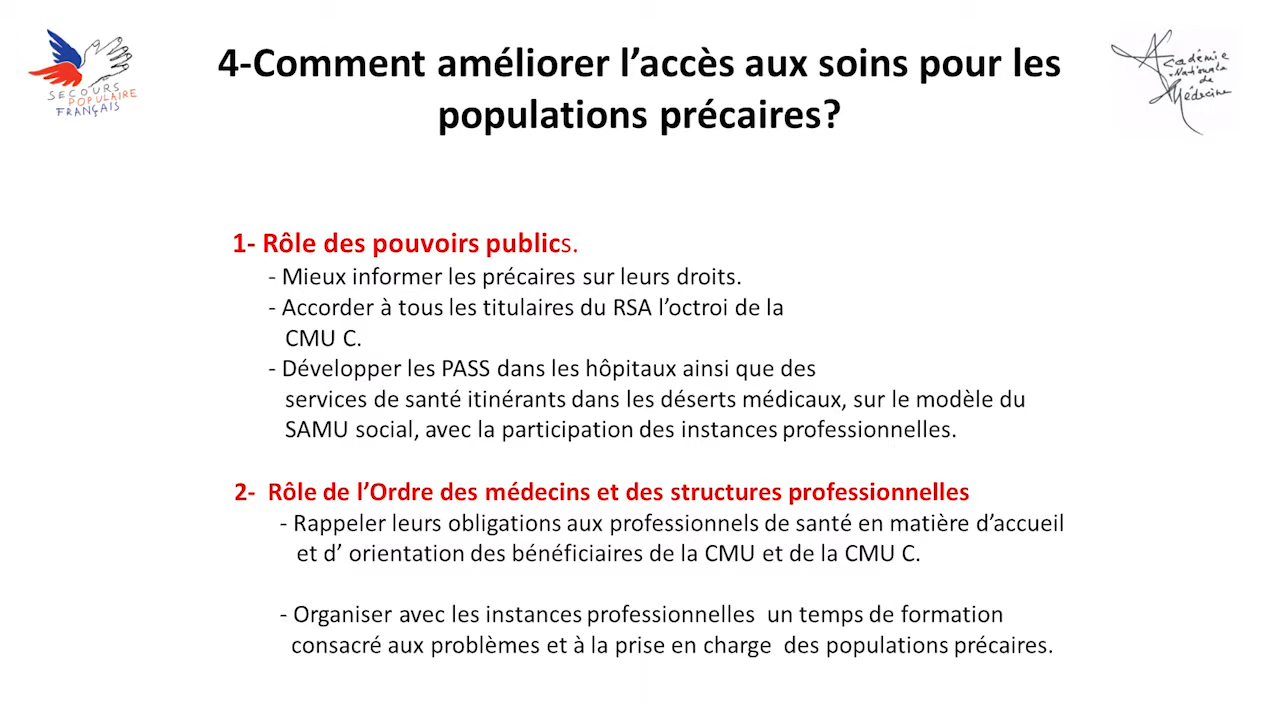 SECOURS
POPULAIRE
FRANÇAIS
4-Comment améliorer l’accès aux soins pour les
populations précaires?
Académie
Nationale
de
Médecine
1- Rôle des pouvoirs publics.
- Mieux informer les précaires sur leurs droits.
- Accorder à tous les titulaires du RSA l’octroi de la
CMU C.
- Développer les PASS dans les hôpitaux ainsi que des
services de santé itinérants dans les déserts médicaux, sur le modèle du
SAMU social, avec la participation des instances professionnelles.
2- Rôle de l’Ordre des médecins et des structures professionnelles
- Rappeler leurs obligations aux professionnels de santé en matière d’accueil
et d’ orientation des bénéficiaires de la CMU et de la CMU C.
- Organiser avec les instances professionnelles un temps de formation
consacré aux problèmes et à la prise en charge des populations précaires.